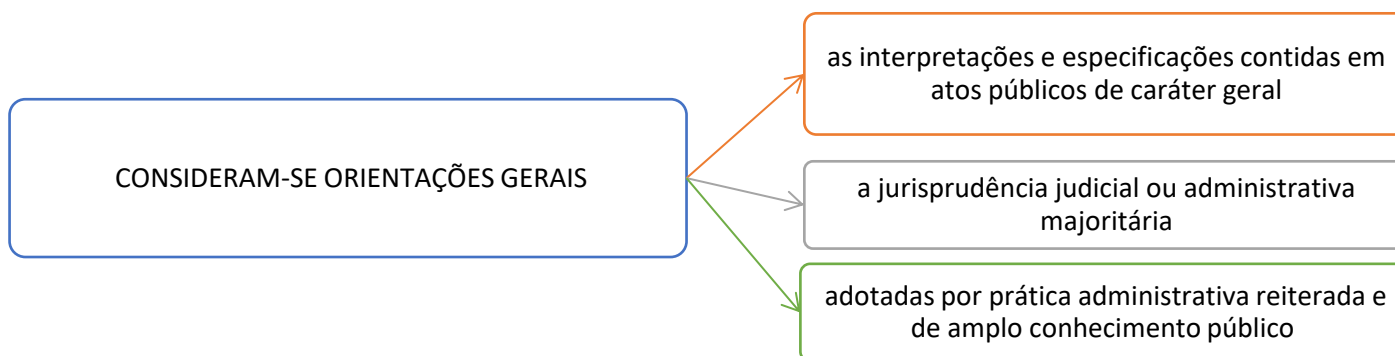 CONSIDERAM-SE ORIENTAÇÕES GERAIS
as interpretações e especificações contidas em
atos públicos de caráter geral
a jurisprudência judicial ou administrativa
majoritária
adotadas por prática administrativa reiterada e
de amplo conhecimento público